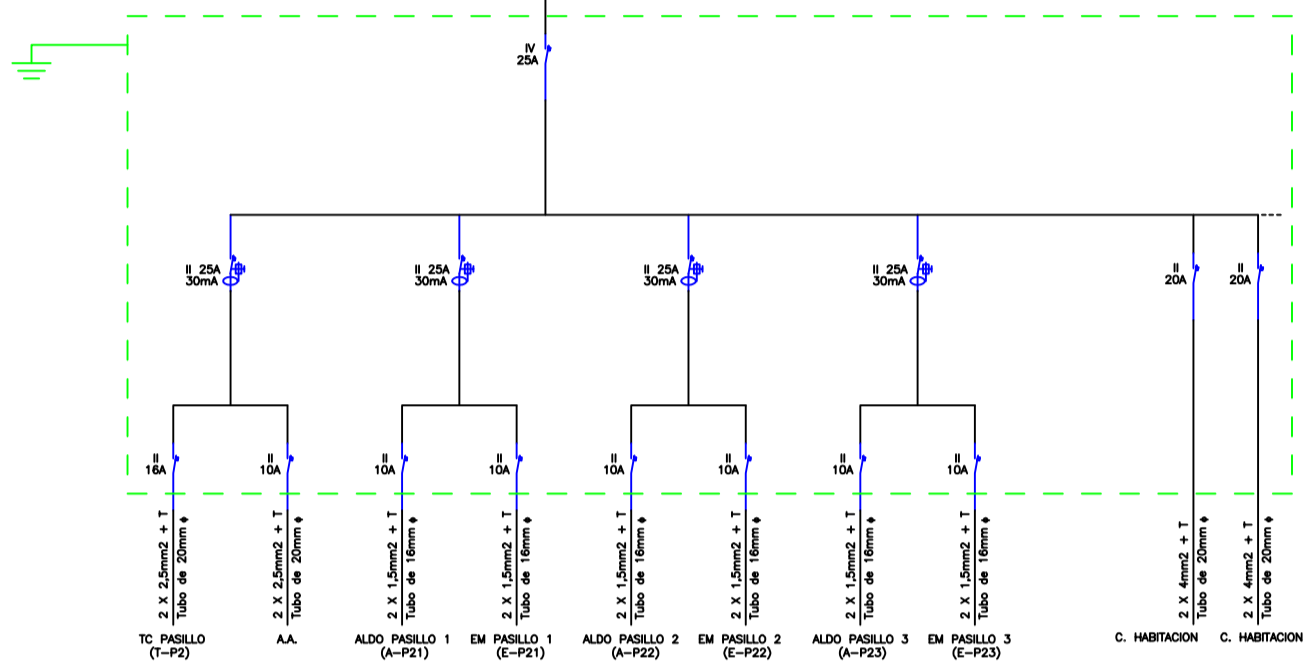 IV
25A
II 25A
30mA
II 25A
30mA
II 25A
30mA
II 25A
30mA
II
20A
II
20A
II
16A
II
10A
II
10A
II
10A
II
10A
II
10A
II
10A
II
10A
2 X 2,5mm2 + T
Tubo de 20mm ϕ
2 X 2,5mm2 + T
Tubo de 20mm ϕ
2 X 1,5mm2 + T
Tubo de 16mm ϕ
2 X 1,5mm2 + T
Tubo de 16mm ϕ
2 X 1,5mm2 + T
Tubo de 16mm ϕ
2 X 1,5mm2 + T
Tubo de 16mm ϕ
2 X 1,5mm2 + T
Tubo de 16mm ϕ
2 X 1,5mm2 + T
Tubo de 16mm ϕ
2 X 4mm2 + T
Tubo de 20mm ϕ
2 X 4mm2 + T
Tubo de 20mm ϕ
TC PASILLO
(T-P2)
A.A.
ALDO PASILLO 1
(A-P21)
EM PASILLO 1
(E-P21)
ALDO PASILLO 2
(A-P22)
EM PASILLO 2
(E-P22)
ALDO PASILLO 3
(A-P23)
EM PASILLO 3
(E-P23)
C. HABITACION
C. HABITACION